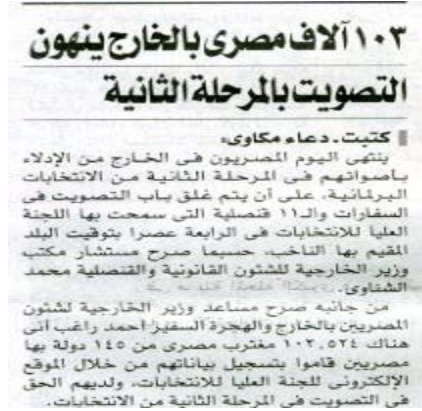 ١٠٣ آلاف مصرى بالخارج ينهون
التصويت بالمرحلة الثانية
كتبت ـ دعاء مكاوى:
ينتهى اليوم المصريون فى الخارج من الإدلاء
بأصواتهم فى المرحلة الثانية من الانتخابات
البرلمانية، على أن يتم غلق باب التصويت فى
السفارات والـ١١ قنصلية التى سمحت بها اللجنة
العليا للانتخابات فى الرابعة عصرا بتوقيت البلد
المقيم بها الناخب، حسبما صرح مستشار مكتب
وزير الخارجية للشئون القانونية والقنصلية محمد
الشناوى.
من جانبه صرح مساعد وزير الخارجية لشئون
المصريين بالخارج والهجرة السفير أحمد راغب أنى
هناك ١٠٢,٥٢٤ مغترب مصرى من ١٤٥ دولة بها
مصريين قاموا بتسجيل بياناتهم من خلال الموقع
الإلكترونى للجنة العليا للانتخابات، ولديهم الحق
فى التصويت فى المرحلة الثانية من الانتخابات.